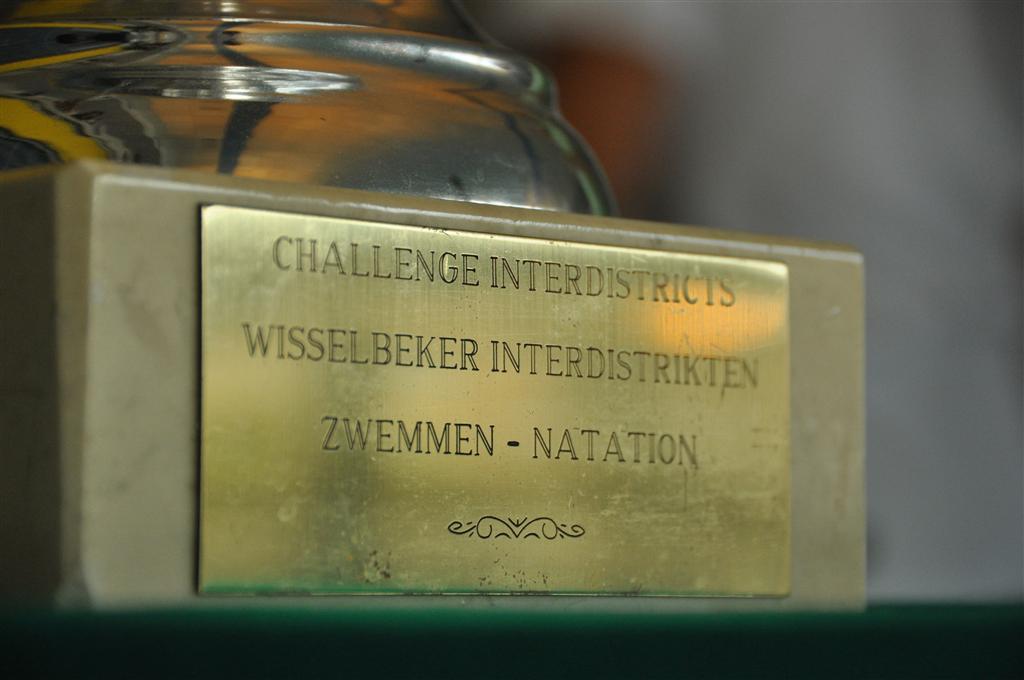 CHALLENGE INTERDISTRICTS
WISSELBEKER INTERDISTRIKTEN
ZWEMMEN - NATATION